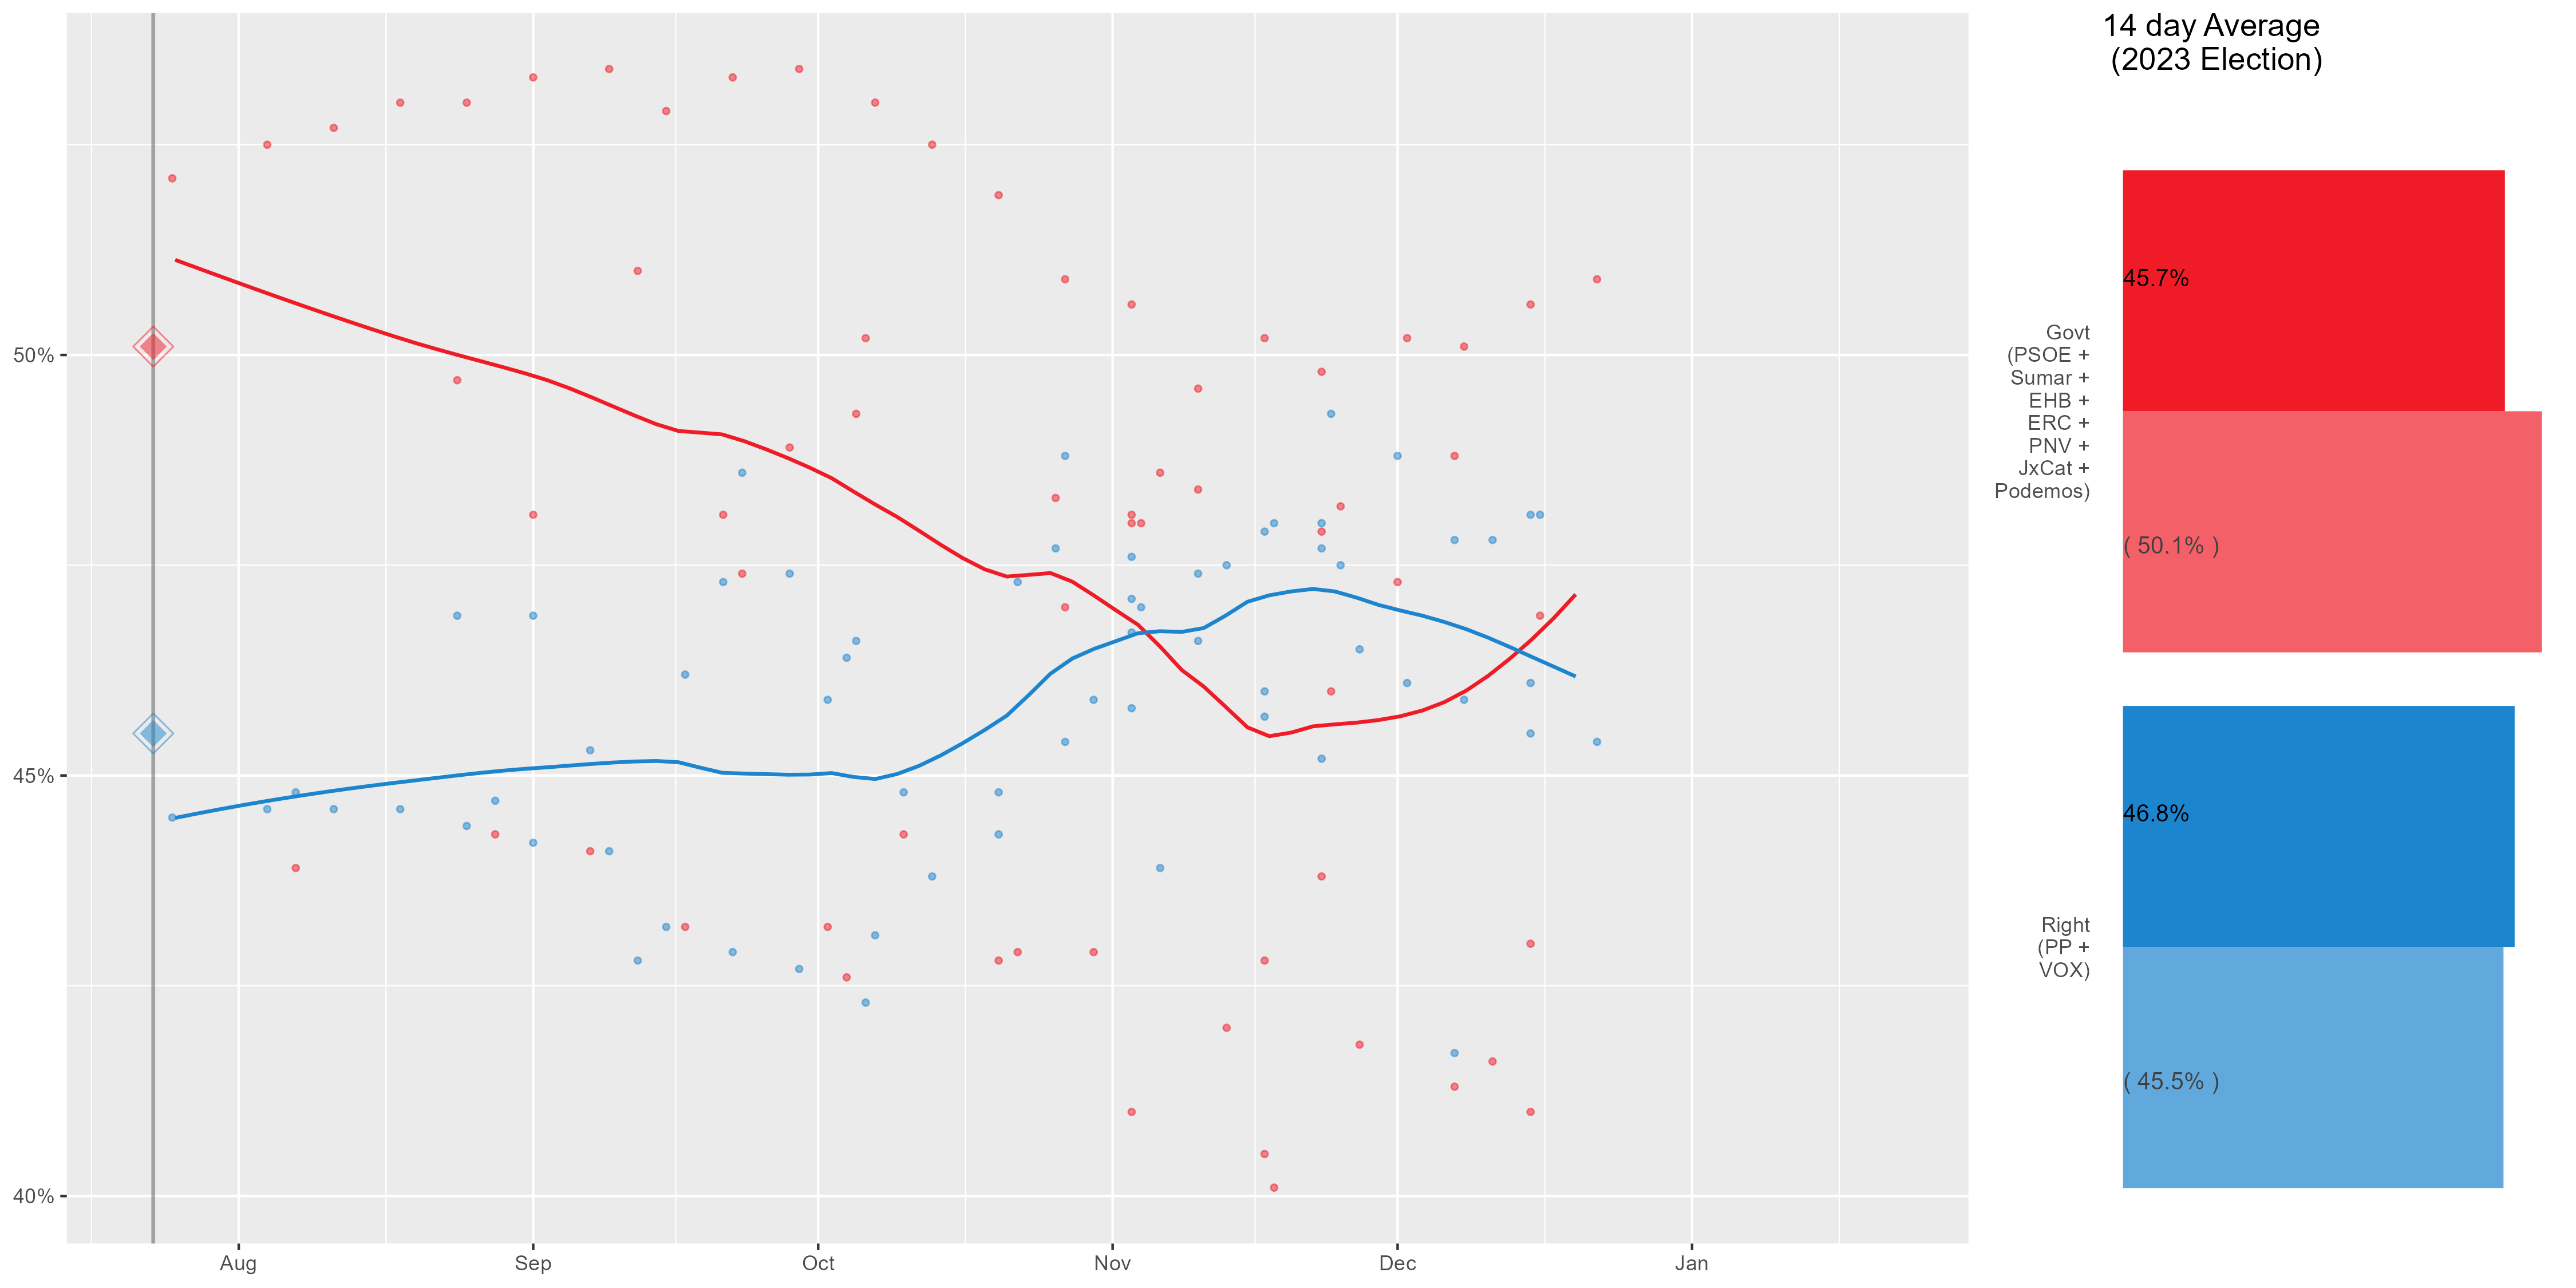 14 day Average
(2023 Election)
50%
45%
40%
Aug
Sep
Oct
Nov
Dec
Jan
Govt
(PSOE +
Sumar +
EHB +
ERC +
PNV +
JxCat +
Podemos)
45.7%
( 50.1% )
Right
(PP +
VOX)
46.8%
( 45.5% )